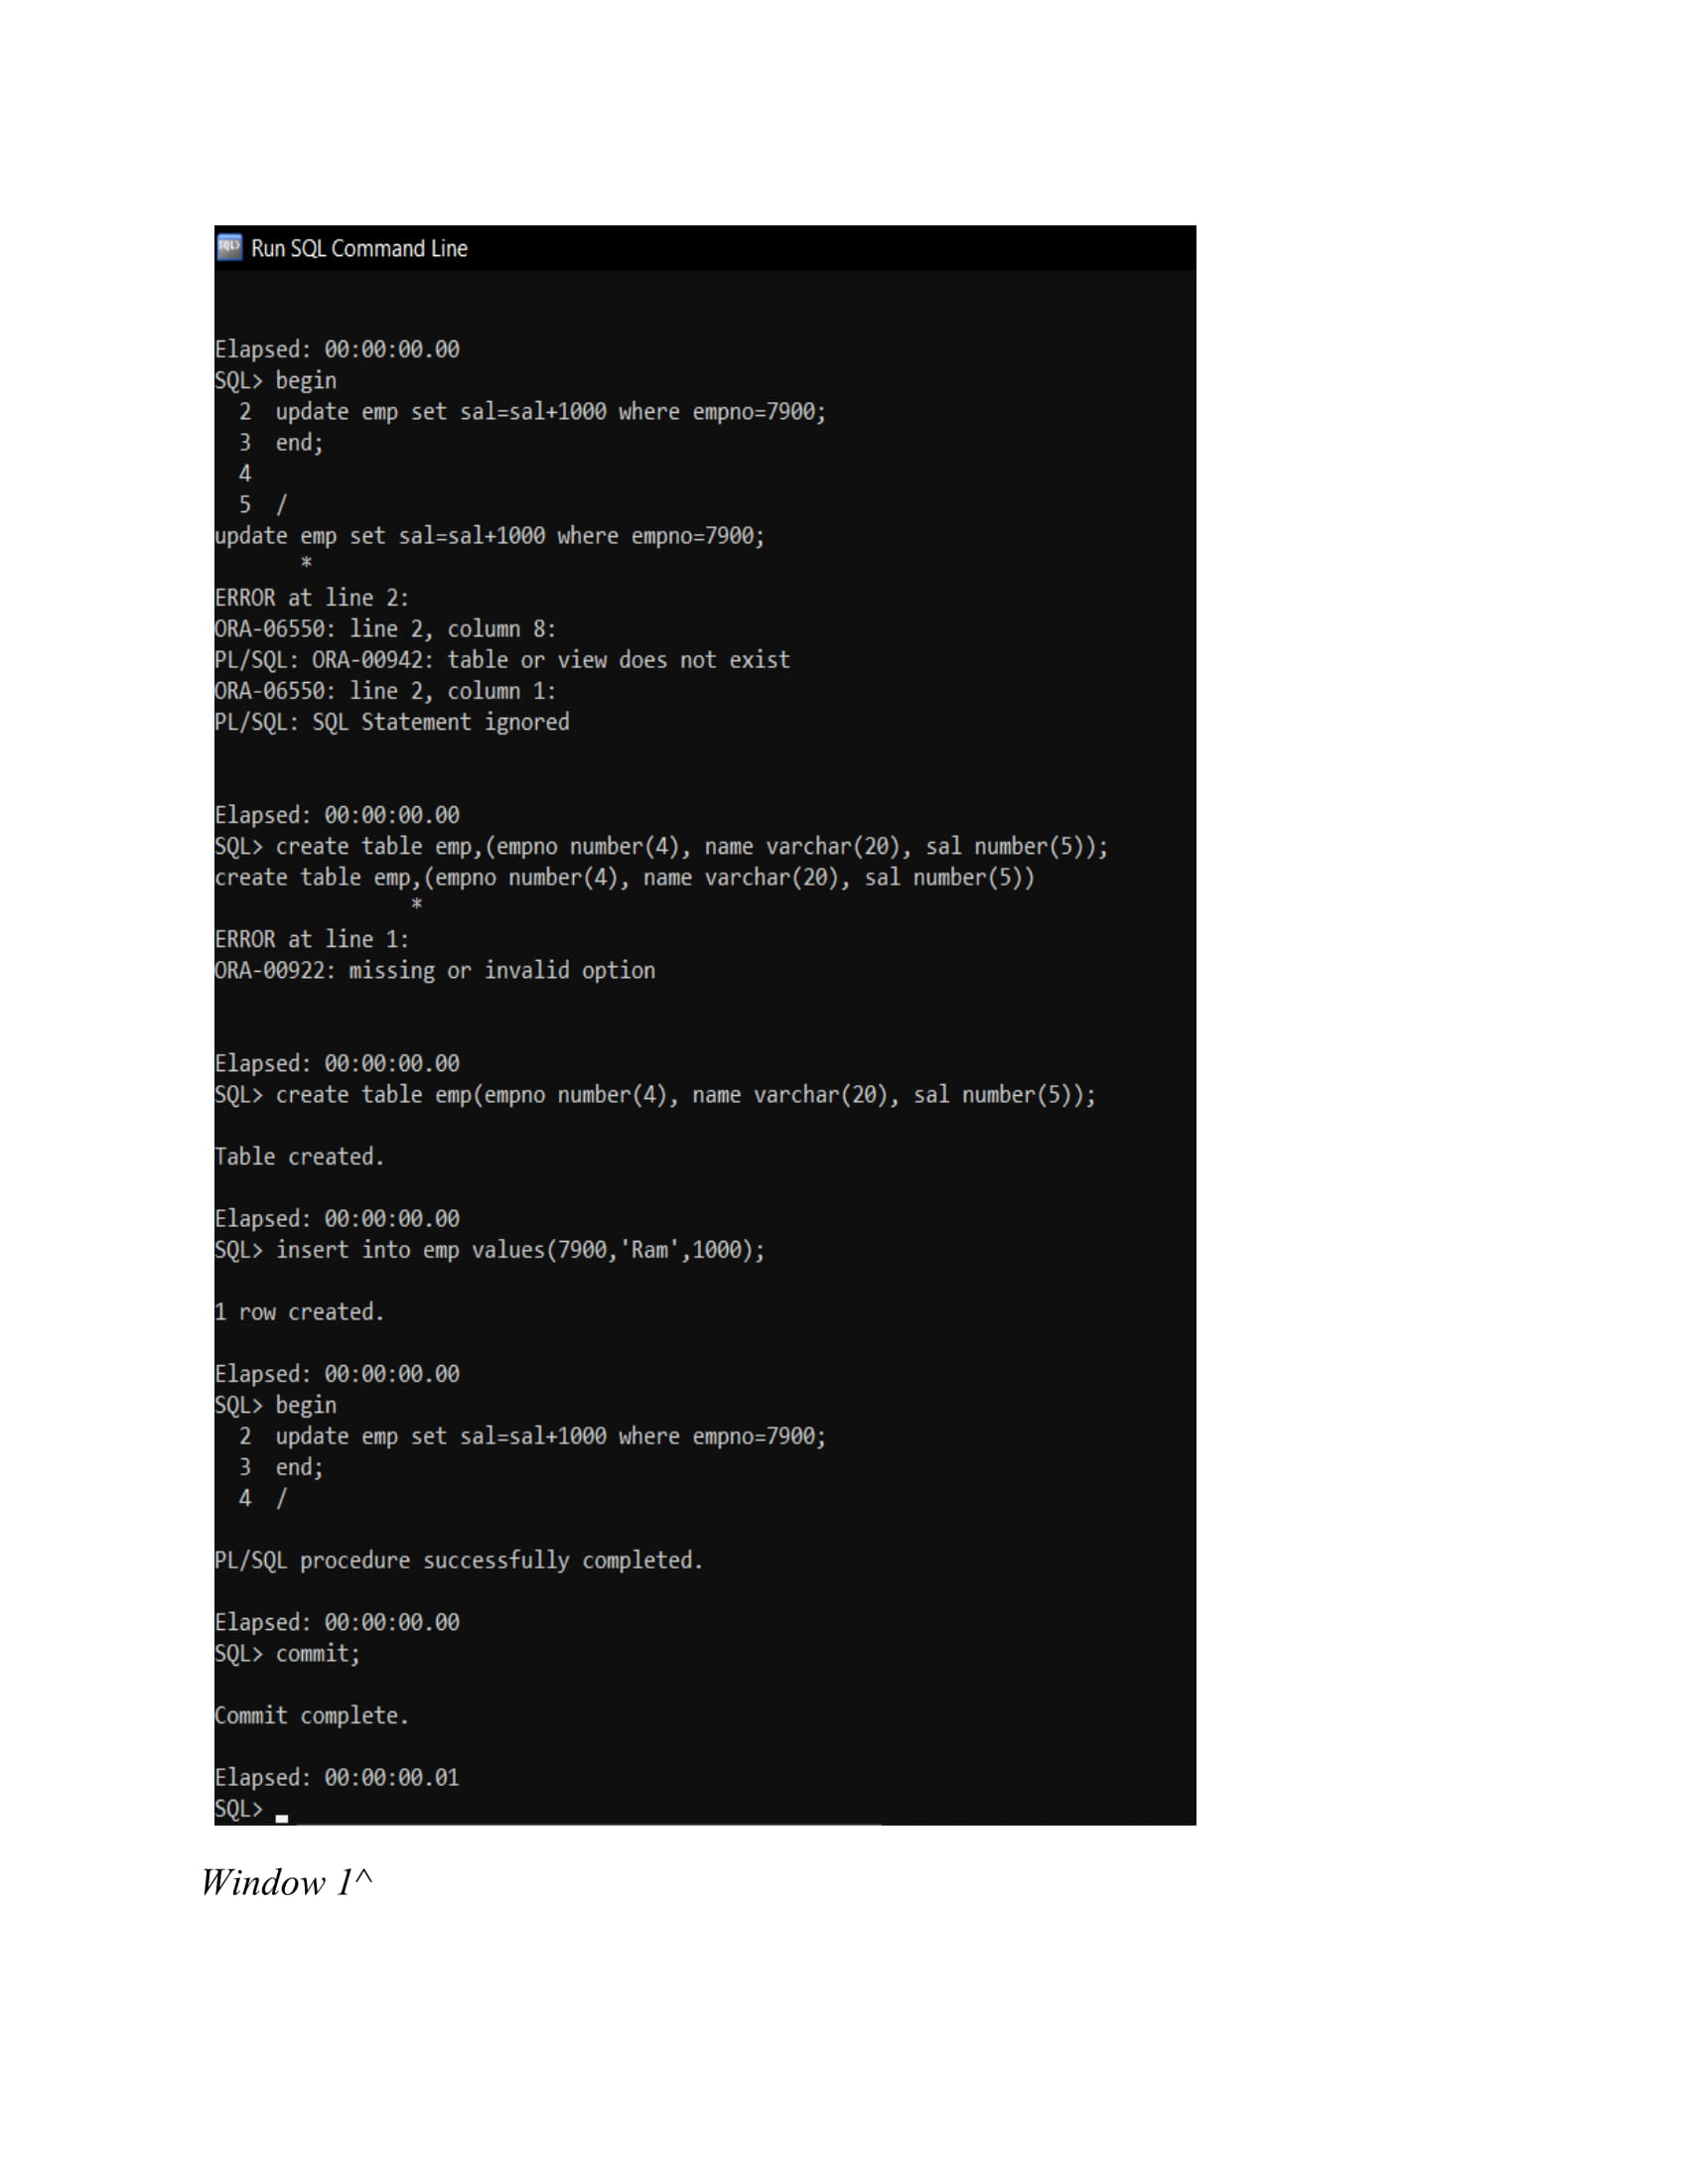 SQL>
Run SQL Command Line
Elapsed: 00:00:00.00
SQL> begin
  2  update emp set sal=sal+1000 where empno=7900;
  3  end;
  4
  5  /
update emp set sal=sal+1000 where empno=7900;
       *
ERROR at line 2:
ORA-06550: line 2, column 8:
PL/SQL: ORA-00942: table or view does not exist
ORA-06550: line 2, column 1:
PL/SQL: SQL Statement ignored
Elapsed: 00:00:00.00
SQL> create table emp,(empno number(4), name varchar(20), sal number(5));
create table emp,(empno number(4), name varchar(20), sal number(5))
                *
ERROR at line 1:
ORA-00922: missing or invalid option
Elapsed: 00:00:00.00
SQL> create table emp(empno number(4), name varchar(20), sal number(5));
Table created.
Elapsed: 00:00:00.00
SQL> insert into emp values(7900,'Ram',1000);
1 row created.
Elapsed: 00:00:00.00
SQL> begin
  2  update emp set sal=sal+1000 where empno=7900;
  3  end;
  4  /
PL/SQL procedure successfully completed.
Elapsed: 00:00:00.00
SQL> commit;
Commit complete.
Elapsed: 00:00:00.01
SQL>
Window 1^